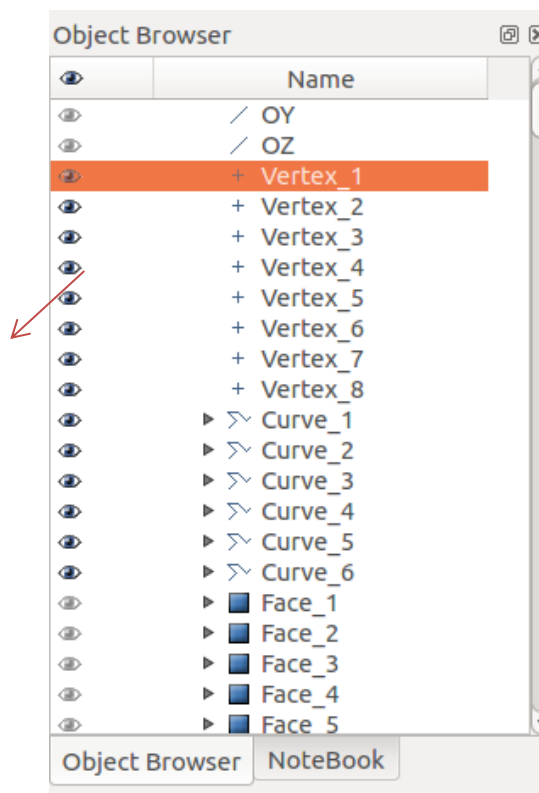 Object Browser
Name
OY
OZ
Vertex_1
Vertex_2
Vertex_3
Vertex_4
Vertex_5
Vertex_6
Vertex_7
Vertex_8
Curve_1
Curve_2
Curve_3
Curve_4
Curve_5
Curve_6
Face_1
Face_2
Face_3
Face_4
Face_5
Object Browser NoteBook